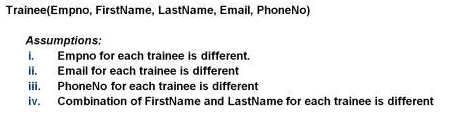 Trainee(Empno, FirstName, LastName, Email, PhoneNo)
Assumptions:
i. Empno for each trainee is different.
ii. Email for each trainee is different
iii. PhoneNo for each trainee is different
iv. Combination of FirstName and LastName for each trainee is different